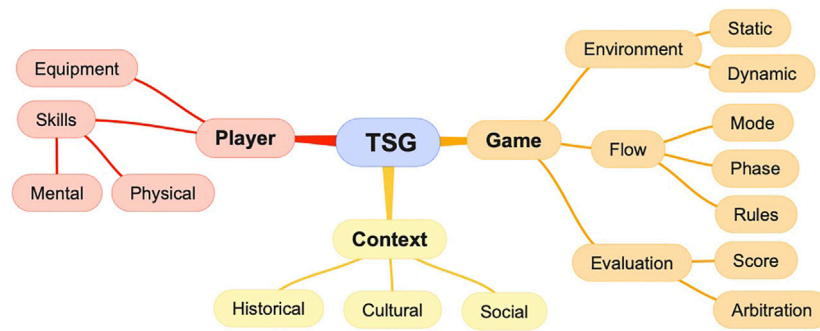 TSG
Player
Equipment
Skills
Mental
Physical
Context
Historical
Cultural
Social
Game
Environment
Static
Dynamic
Flow
Mode
Phase
Rules
Evaluation
Score
Arbitration